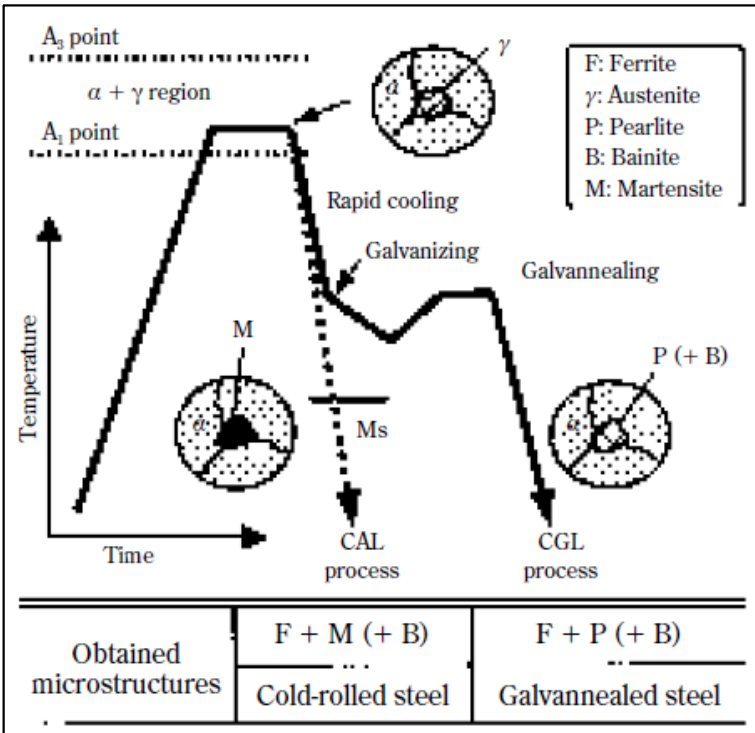 A₃ point
α + γ region
A₁ point
γ
α
F: Ferrite
γ: Austenite
P: Pearlite
B: Bainite
M: Martensite
Rapid cooling
Galvanizing
Galvannealing
Temperature
M
α
Ms
P (+ B)
α
Time
CAL
process
CGL
process
Obtained
microstructures
F + M (+ B)
Cold-rolled steel
F + P (+ B)
Galvannealed steel